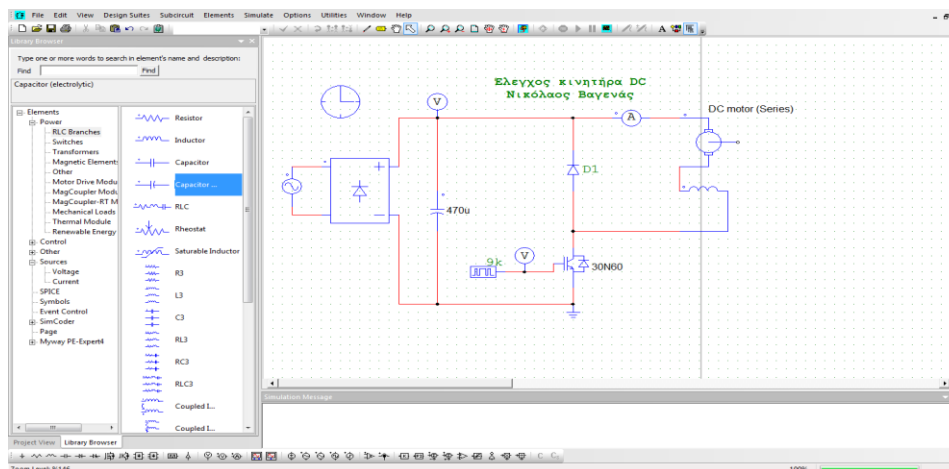 File Edit View Design Suites Subcircuit Elements Simulate Options Utilities Window Help
Library Browser
Type one or more words to search in element's name and description:
Find Find
Capacitor (electrolytic)
Elements
Power
RLC Branches
Switches
Transformers
Magnetic Elements
Other
Motor Drive Modu
MagCoupler Modu
MagCoupler-RT M
Mechanical Loads
Thermal Module
Renewable Energy
Control
Other
Sources
Voltage
Current
SPICE
Symbols
Event Control
SimCoder
Page
Myway PE-Expert4
Resistor
Inductor
Capacitor
Capacitor ...
RLC
Rheostat
Saturable Inductor
R3
L3
C3
RL3
RC3
RLC3
Coupled I...
Coupled I...
Project View Library Browser
Ελεγχος κινητήρα DC
Νικόλαος Βαγενάς
V
A
DC motor (Series)
D1
470u
9k
V
30N60
Simulation Message
Zoom Level: %146
100%